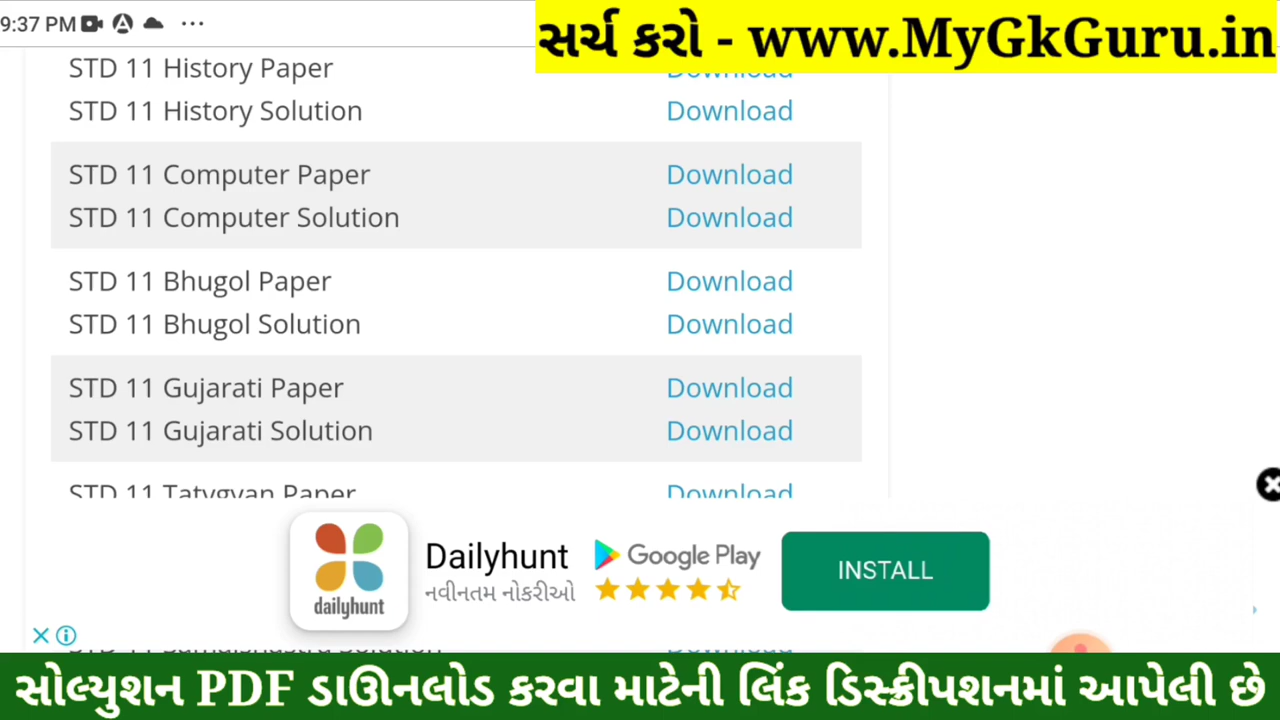 9:37 PM
સર્ચ કરો - www.MyGkGuru.in
STD 11 History Paper Download
STD 11 History Solution Download
STD 11 Computer Paper Download
STD 11 Computer Solution Download
STD 11 Bhugol Paper Download
STD 11 Bhugol Solution Download
STD 11 Gujarati Paper Download
STD 11 Gujarati Solution Download
STD 11 Tatvgyan Paper Download
dailyhunt
Dailyhunt
નવીનતમ નોકરીઓ
Google Play
INSTALL
Solution Download
સોલ્યુશન PDF ડાઊનલોડ કરવા માટેની લિંક ડિસ્ક્રીપશનમાં આપેલી છે